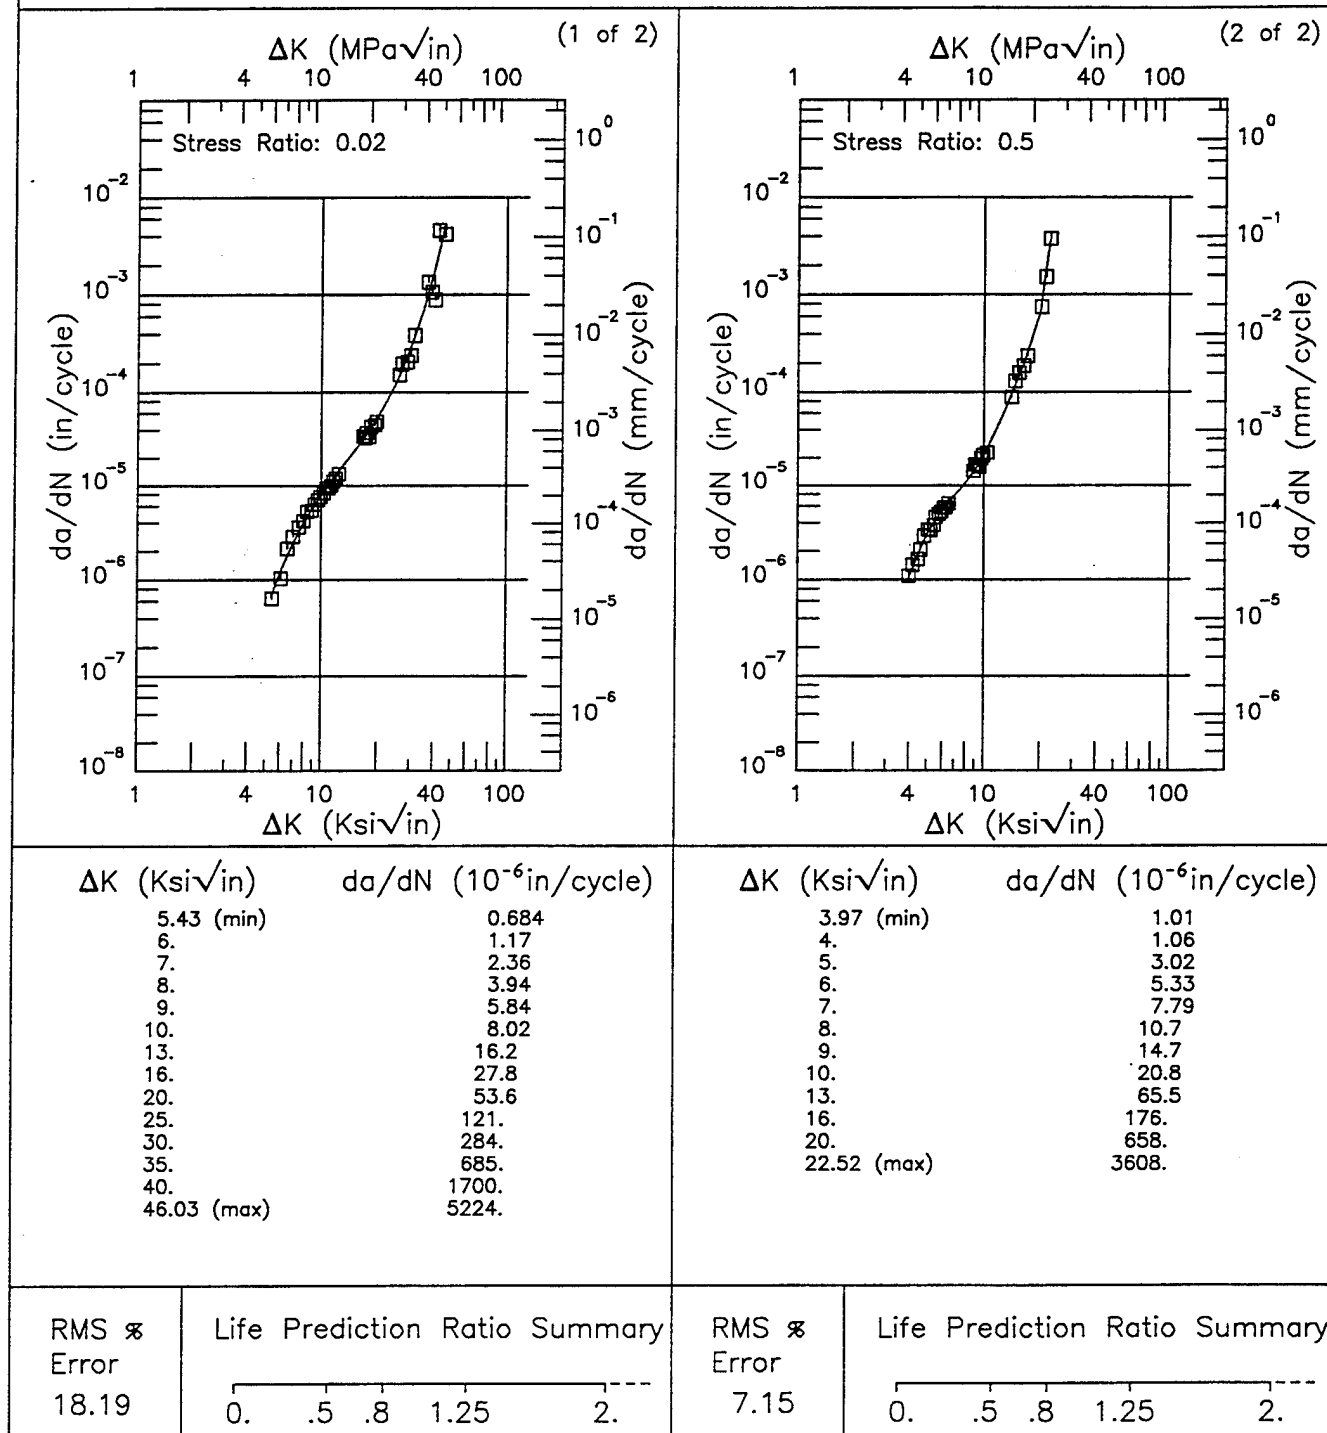 (1 of 2)
ΔK (MPa√in)
1 4 10 40 100
Stress Ratio: 0.02
10⁰
10⁻²
10⁻¹
10⁻³
10⁻²
10⁻⁴
10⁻³
10⁻⁵
10⁻⁴
10⁻⁶
10⁻⁵
10⁻⁷
10⁻⁶
10⁻⁸
da/dN (in/cycle)
da/dN (mm/cycle)
1 4 10 40 100
ΔK (Ksi√in)
(2 of 2)
ΔK (MPa√in)
1 4 10 40 100
Stress Ratio: 0.5
10⁰
10⁻²
10⁻¹
10⁻³
10⁻²
10⁻⁴
10⁻³
10⁻⁵
10⁻⁴
10⁻⁶
10⁻⁵
10⁻⁷
10⁻⁶
10⁻⁸
da/dN (in/cycle)
da/dN (mm/cycle)
1 4 10 40 100
ΔK (Ksi√in)
ΔK (Ksi√in) da/dN (10⁻⁶in/cycle)
5.43 (min) 0.684
6. 1.17
7. 2.36
8. 3.94
9. 5.84
10. 8.02
13. 16.2
16. 27.8
20. 53.6
25. 121.
30. 284.
35. 685.
40. 1700.
46.03 (max) 5224.
ΔK (Ksi√in) da/dN (10⁻⁶in/cycle)
3.97 (min) 1.01
4. 1.06
5. 3.02
6. 5.33
7. 7.79
8. 10.7
9. 14.7
10. 20.8
13. 65.5
16. 176.
20. 658.
22.52 (max) 3608.
RMS %
Error
18.19
Life Prediction Ratio Summary
0. .5 .8 1.25 2.
RMS %
Error
7.15
Life Prediction Ratio Summary
0. .5 .8 1.25 2.